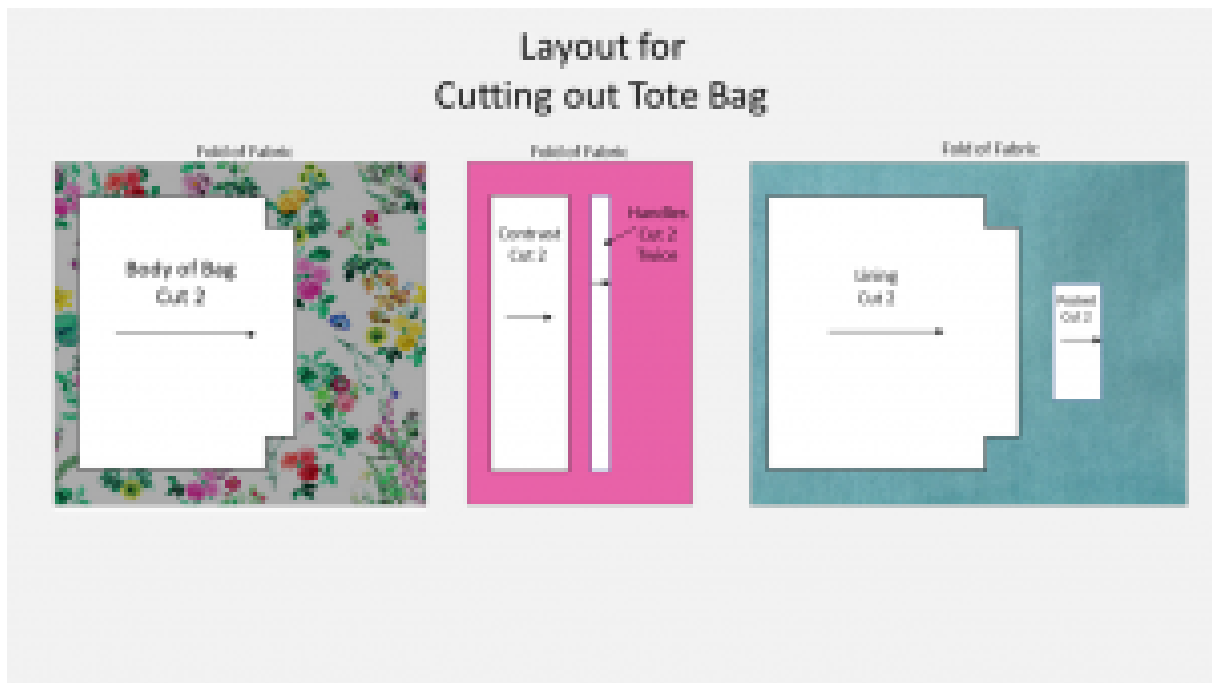 Layout for
Cutting out Tote Bag
Fold of Fabric
Fold of Fabric
Fold of Fabric
Body of Bag
Cut 2
Contrast
Cut 2
Handles
Cut 2
Twice
Lining
Cut 2
Pocket
Cut 2